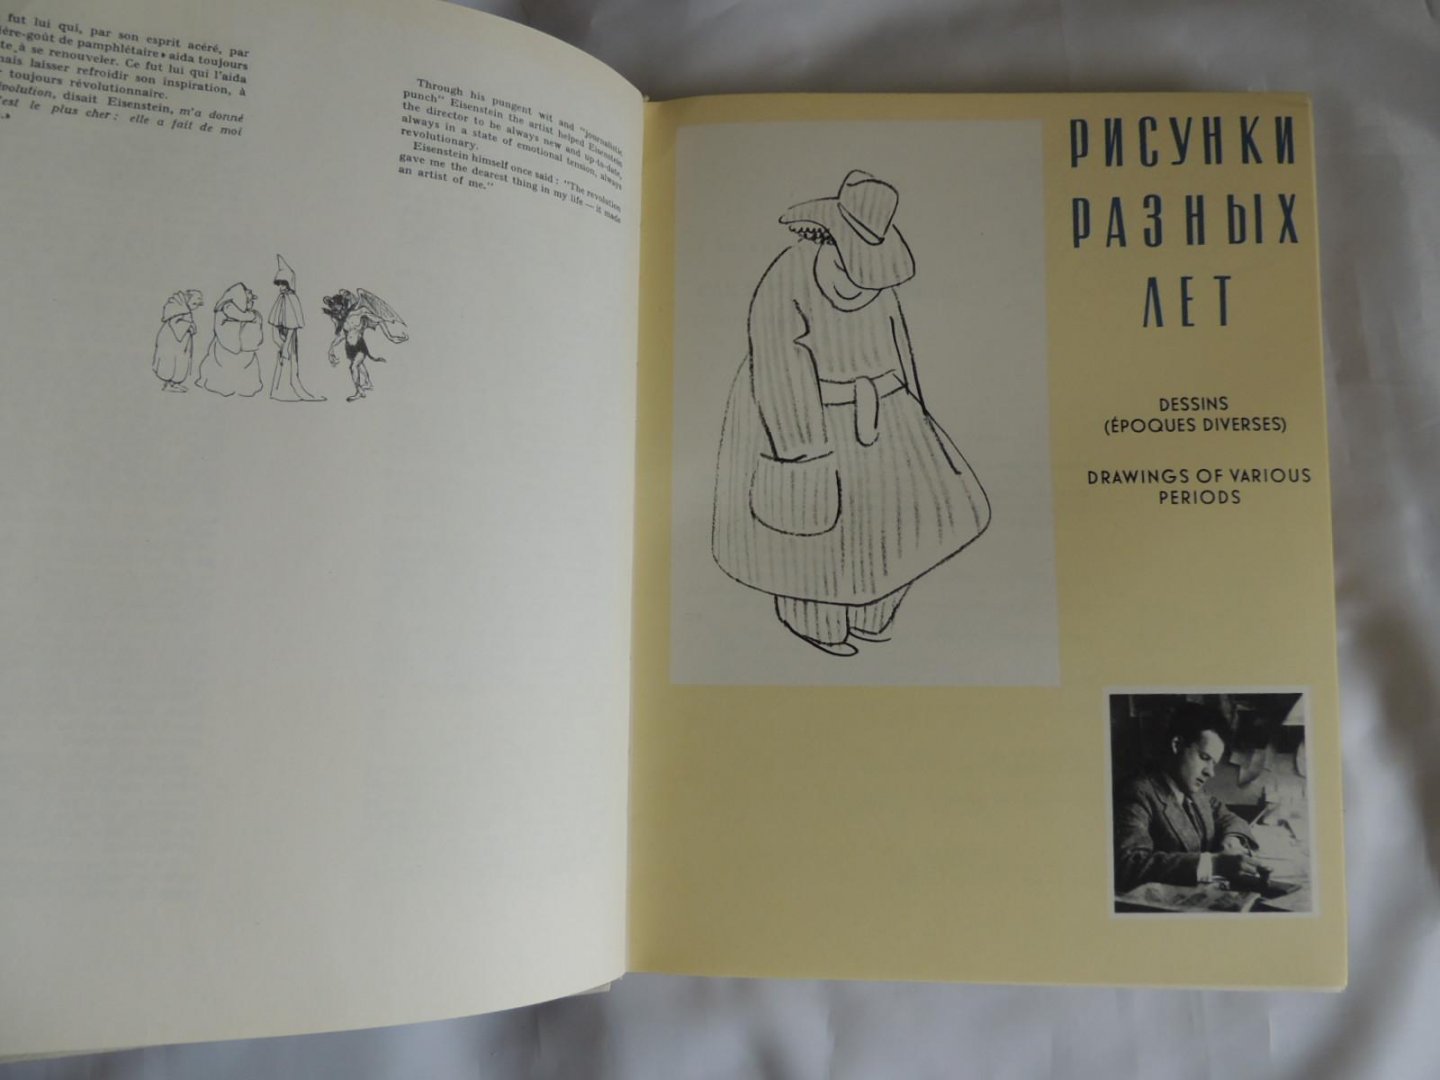 fut lui qui, par son esprit acéré, par
ère-goût de pamphlétaire» aida toujours
à se renouveler. Ce fut lui qui l'aida
mais laisser refroidir son inspiration, à
toujours révolutionnaire.
disait Eisenstein, m'a donné
est le plus cher : elle a fait de moi
.»
Through his pungent wit and "journalistic
punch" Eisenstein the artist helped Eisenstein
the director to be always new and up-to-date,
always in a state of emotional tension, always
revolutionary.
Eisenstein himself once said: "The revolution
gave me the dearest thing in my life — it made
an artist of me."
РИСУНКИ
РАЗНЫХ
ЛЕТ
DESSINS
(ÉPOQUES DIVERSES)
DRAWINGS OF VARIOUS
PERIODS